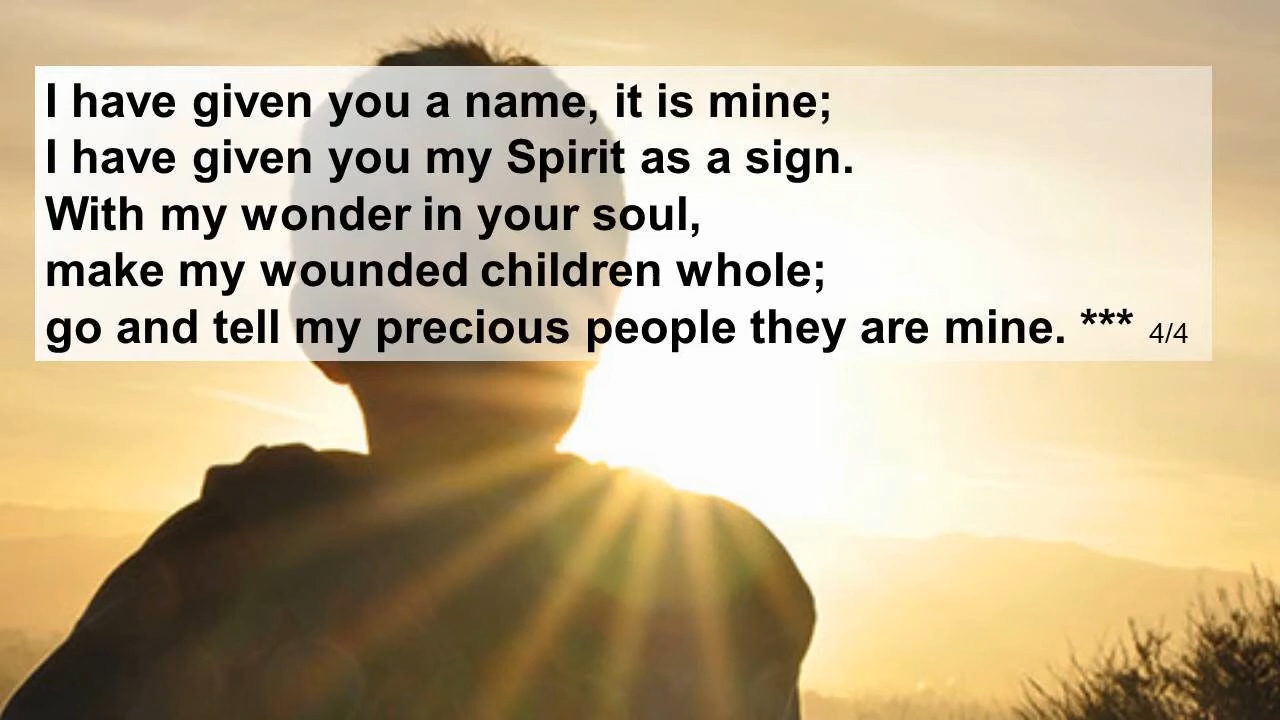 I have given you a name, it is mine;
I have given you my Spirit as a sign.
With my wonder in your soul,
make my wounded children whole;
go and tell my precious people they are mine. *** 4/4